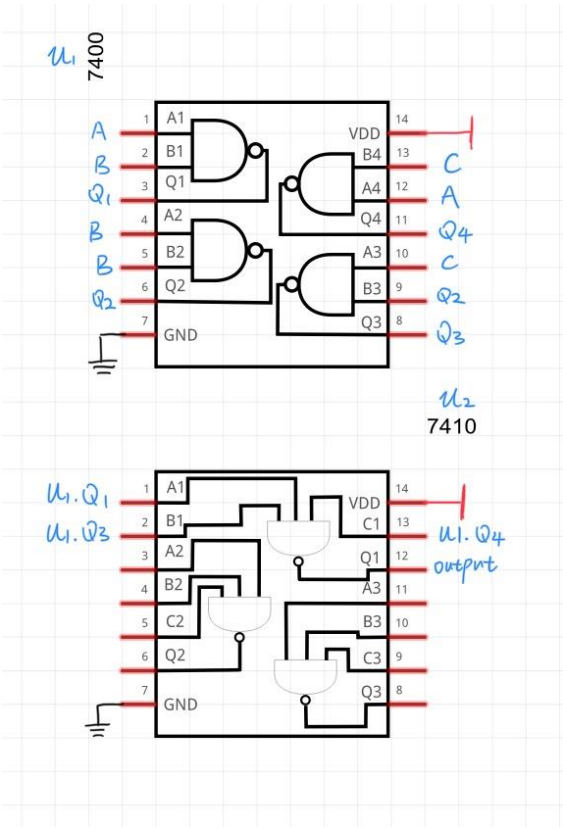 U₁ 7400
A 1 A1 14
VDD
B 2 B1 B4 13 C
Q₁ 3 Q1 A4 12 A
B 4 A2 Q4 11 Q₄
B 5 B2 A3 10 C
Q₂ 6 Q2 B3 9 Q₂
7 GND Q3 8 Q₃
U₂
7410
U₁.Q₁ 1 A1 VDD 14
U₁.Q₃ 2 B1 C1 13 U1.Q₄
3 A2 Q1 12 output
4 B2 A3 11
5 C2 B3 10
6 Q2 C3 9
7 GND Q3 8